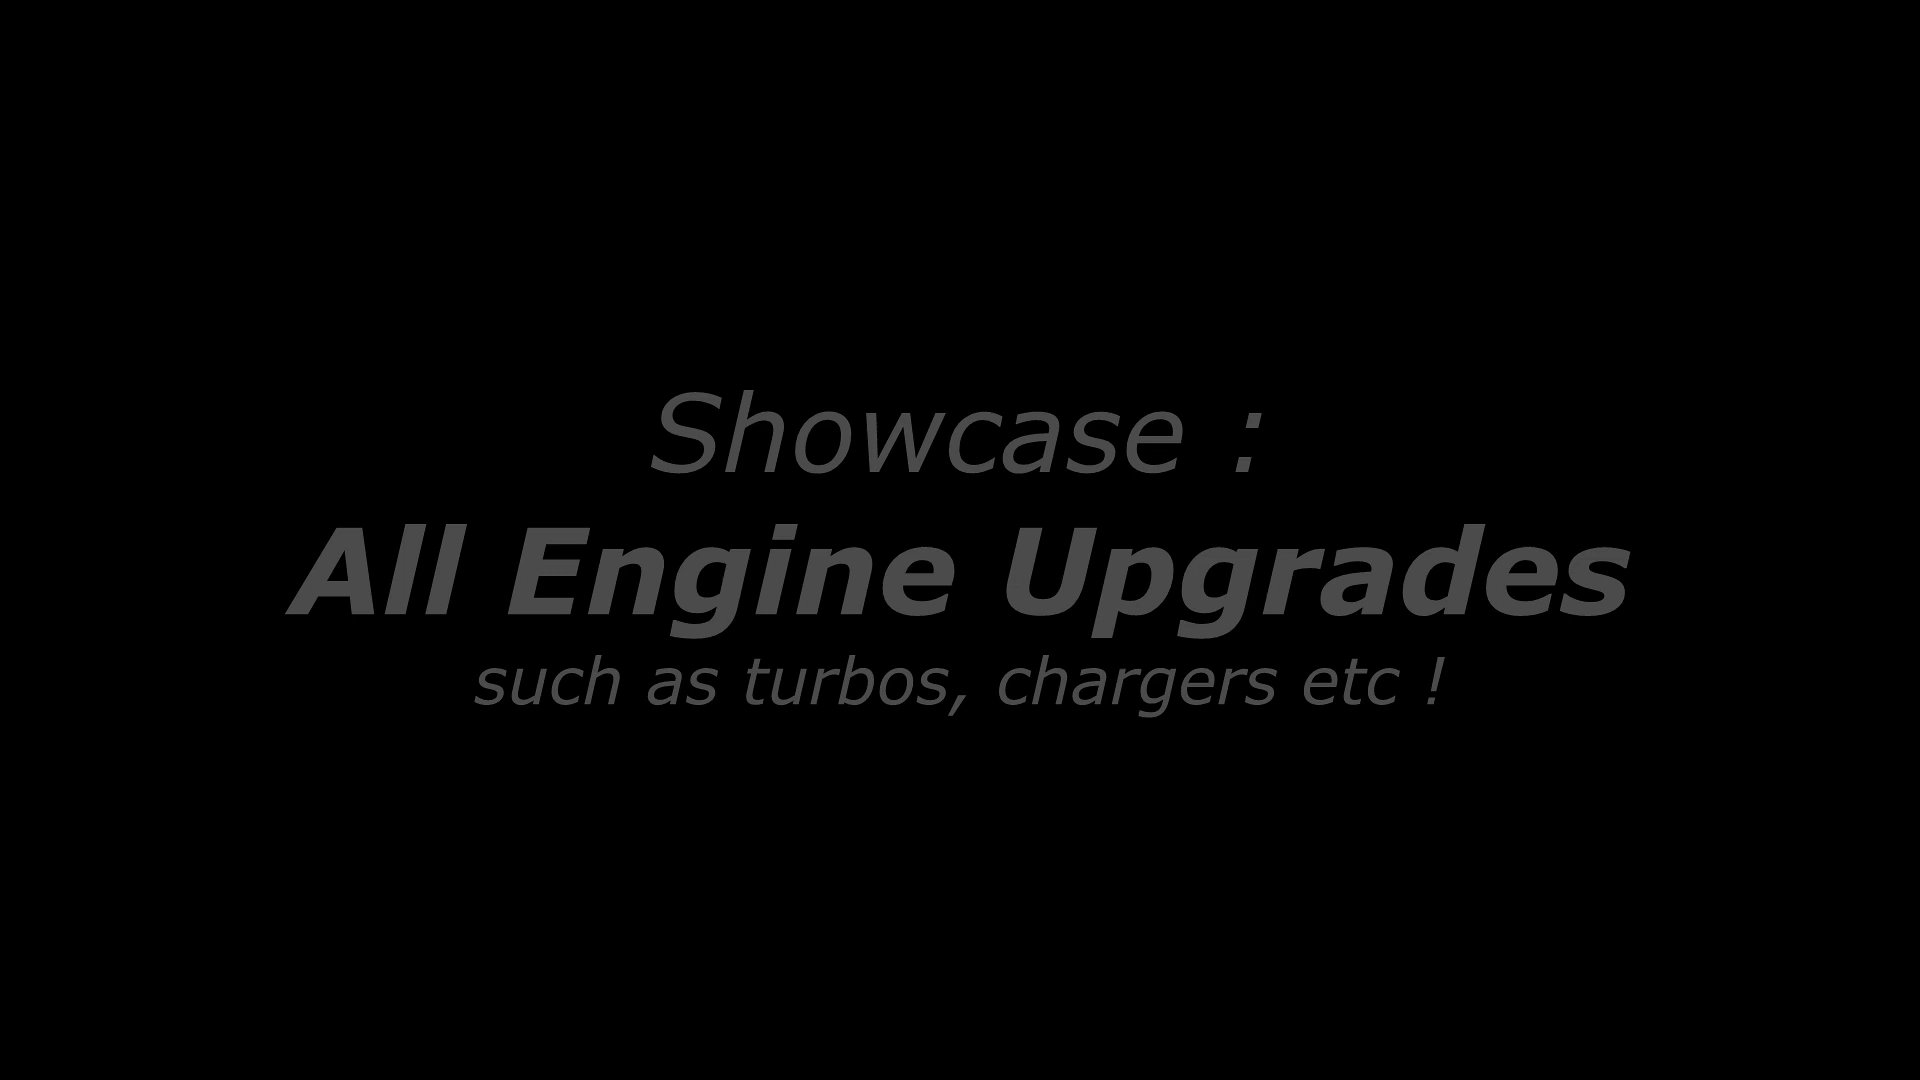 Showcase :
All Engine Upgrades
such as turbos, chargers etc !